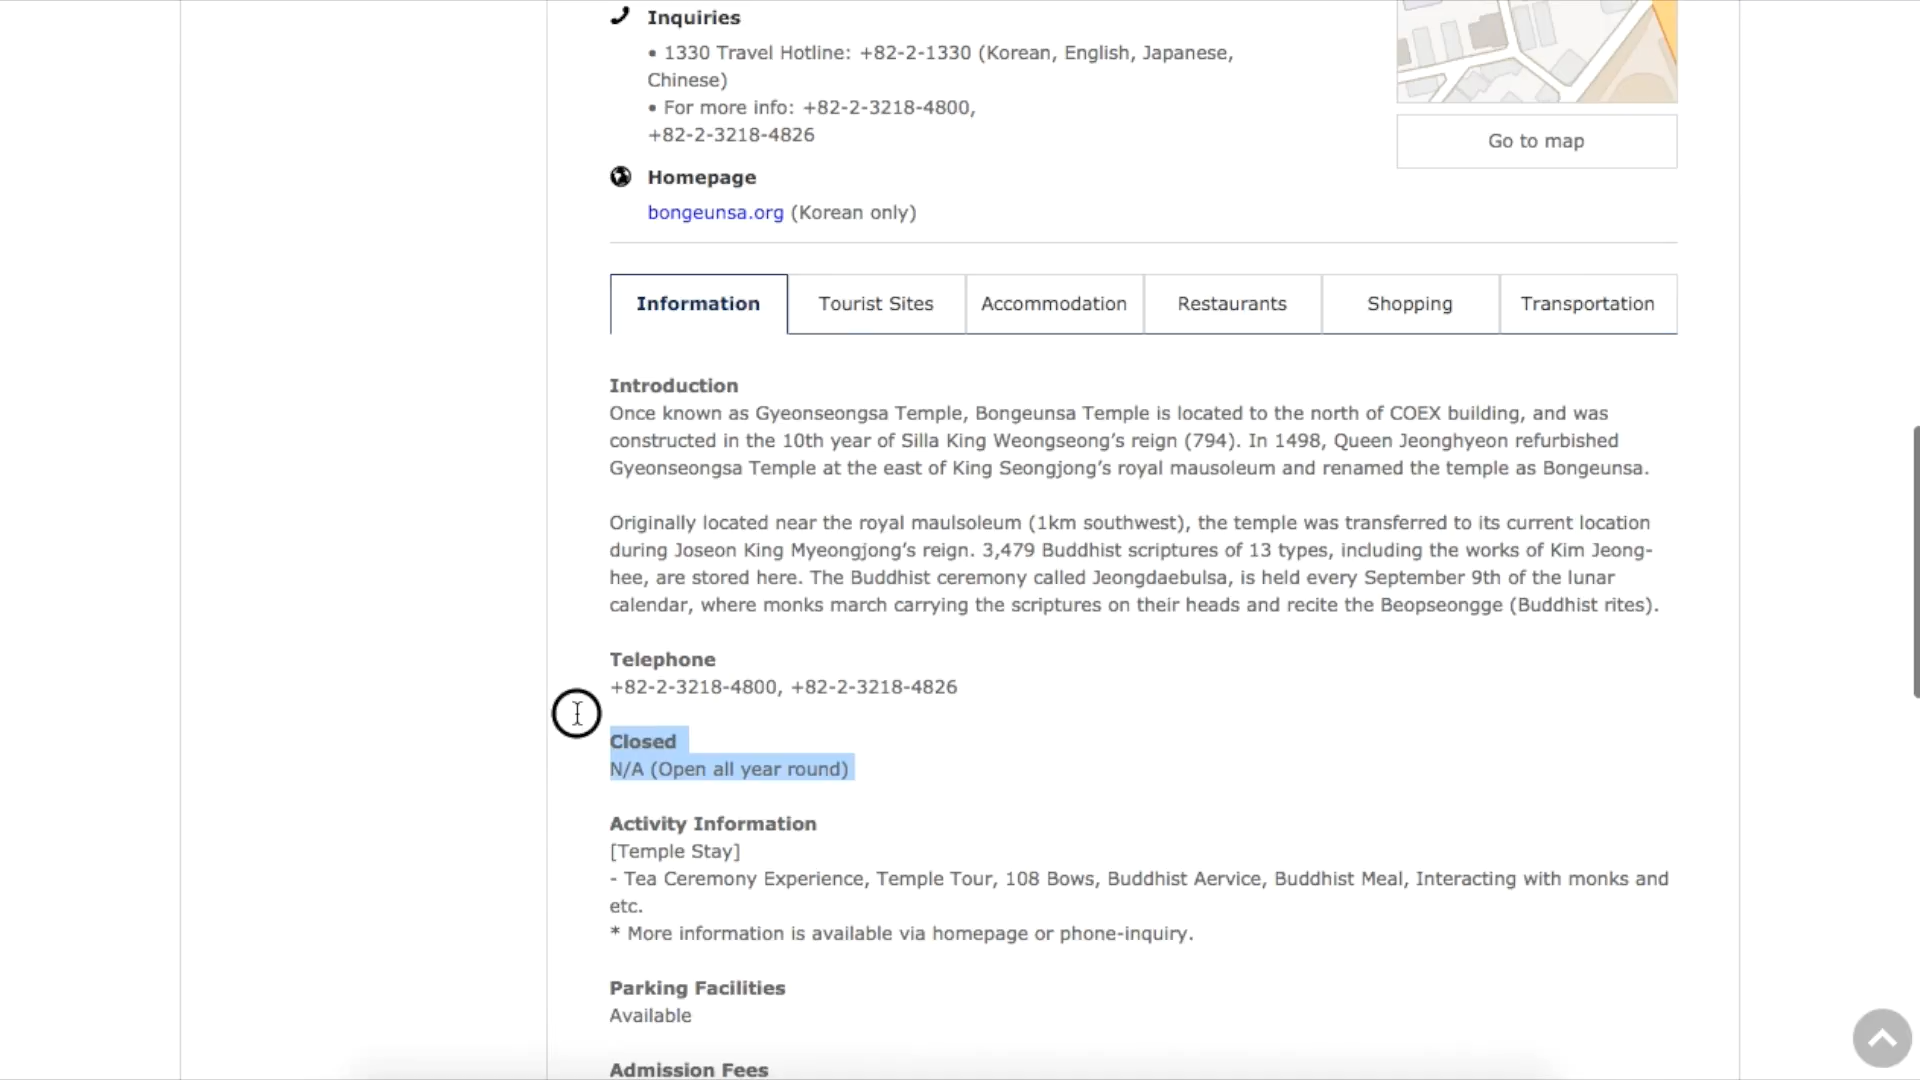 Inquiries
• 1330 Travel Hotline: +82-2-1330 (Korean, English, Japanese,
Chinese)
• For more info: +82-2-3218-4800,
+82-2-3218-4826
Go to map
Homepage
bongeunsa.org (Korean only)
Information Tourist Sites Accommodation Restaurants Shopping Transportation
Introduction
Once known as Gyeonseongsa Temple, Bongeunsa Temple is located to the north of COEX building, and was
constructed in the 10th year of Silla King Weongseong’s reign (794). In 1498, Queen Jeonghyeon refurbished
Gyeonseongsa Temple at the east of King Seongjong’s royal mausoleum and renamed the temple as Bongeunsa.
Originally located near the royal maulsoleum (1km southwest), the temple was transferred to its current location
during Joseon King Myeongjong’s reign. 3,479 Buddhist scriptures of 13 types, including the works of Kim Jeong-
hee, are stored here. The Buddhist ceremony called Jeongdaebulsa, is held every September 9th of the lunar
calendar, where monks march carrying the scriptures on their heads and recite the Beopseongge (Buddhist rites).
Telephone
+82-2-3218-4800, +82-2-3218-4826
Closed
N/A (Open all year round)
Activity Information
[Temple Stay]
- Tea Ceremony Experience, Temple Tour, 108 Bows, Buddhist Aervice, Buddhist Meal, Interacting with monks and
etc.
* More information is available via homepage or phone-inquiry.
Parking Facilities
Available
Admission Fees